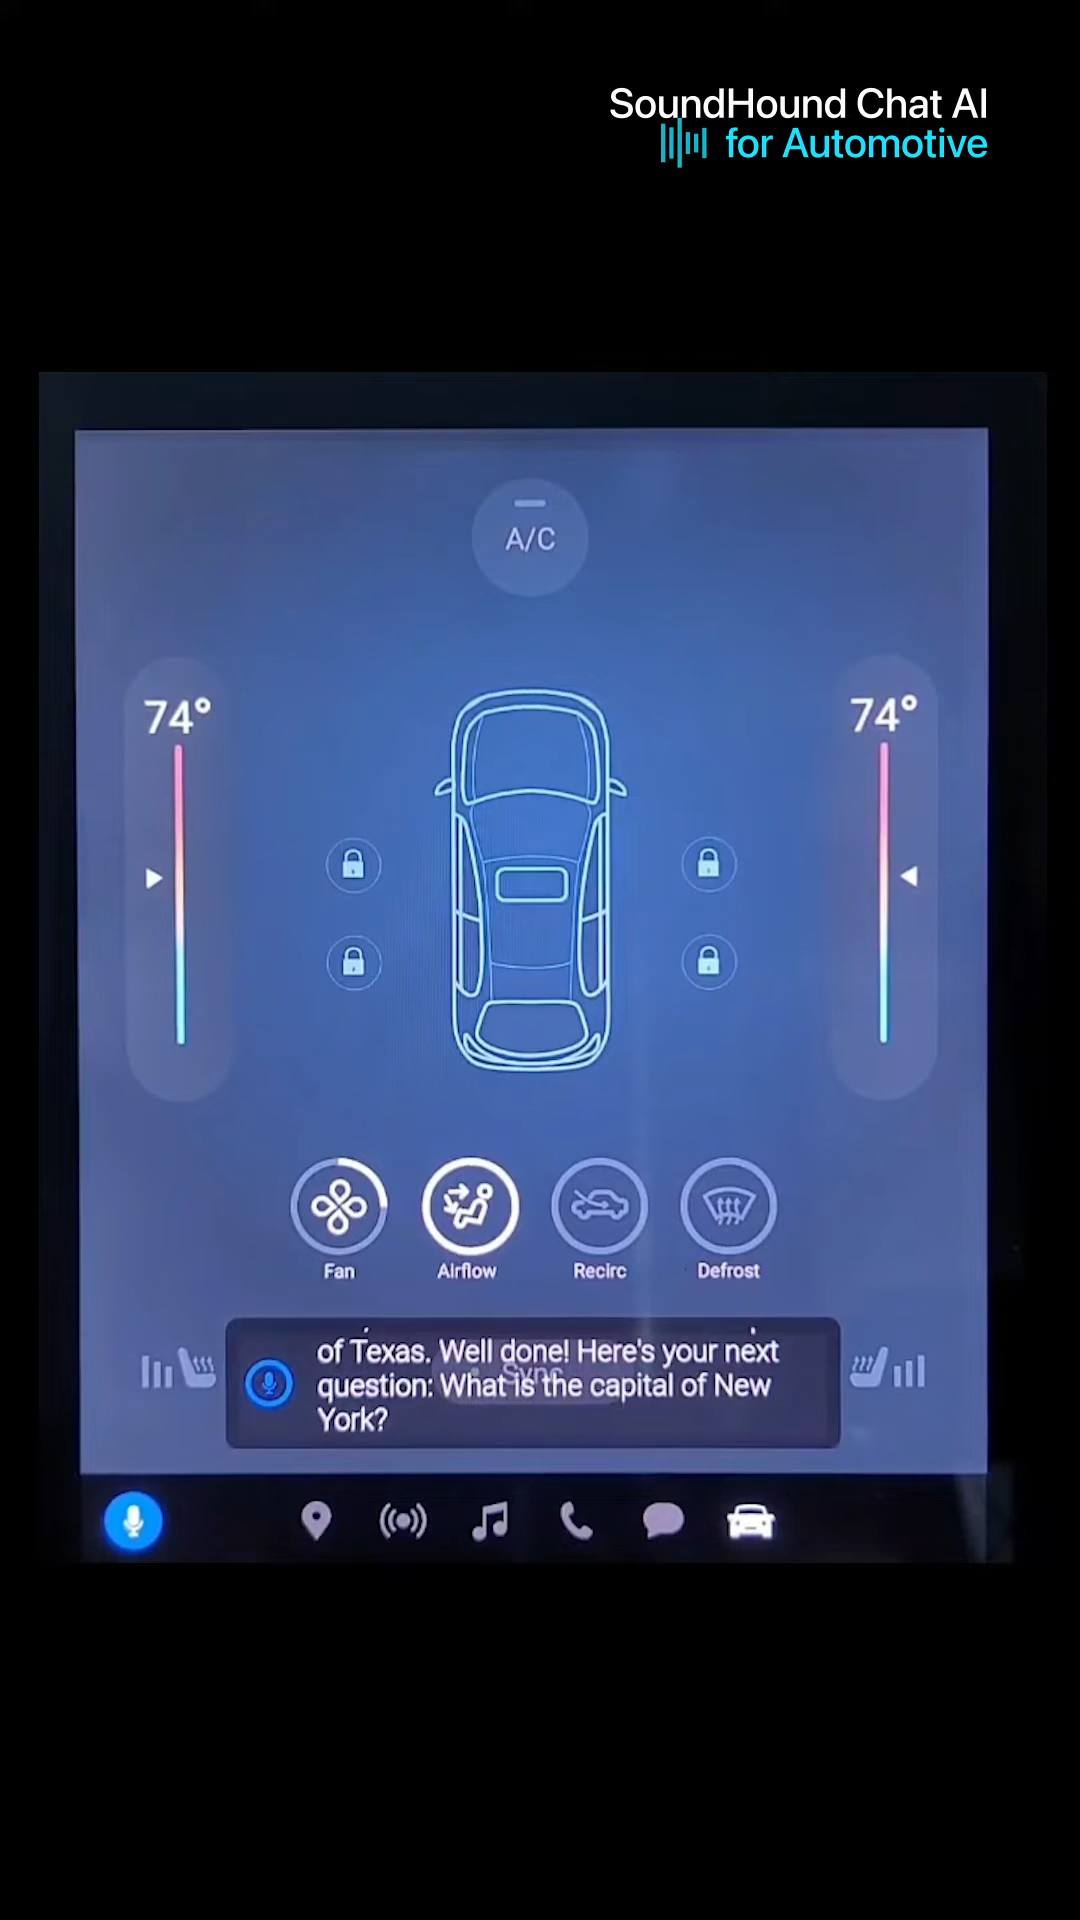 SoundHound Chat AI
for Automotive
A/C
74°
74°
Fan
Airflow
Recirc
Defrost
of Texas. Well done! Here's your next
question: What is the capital of New
York?
Sync